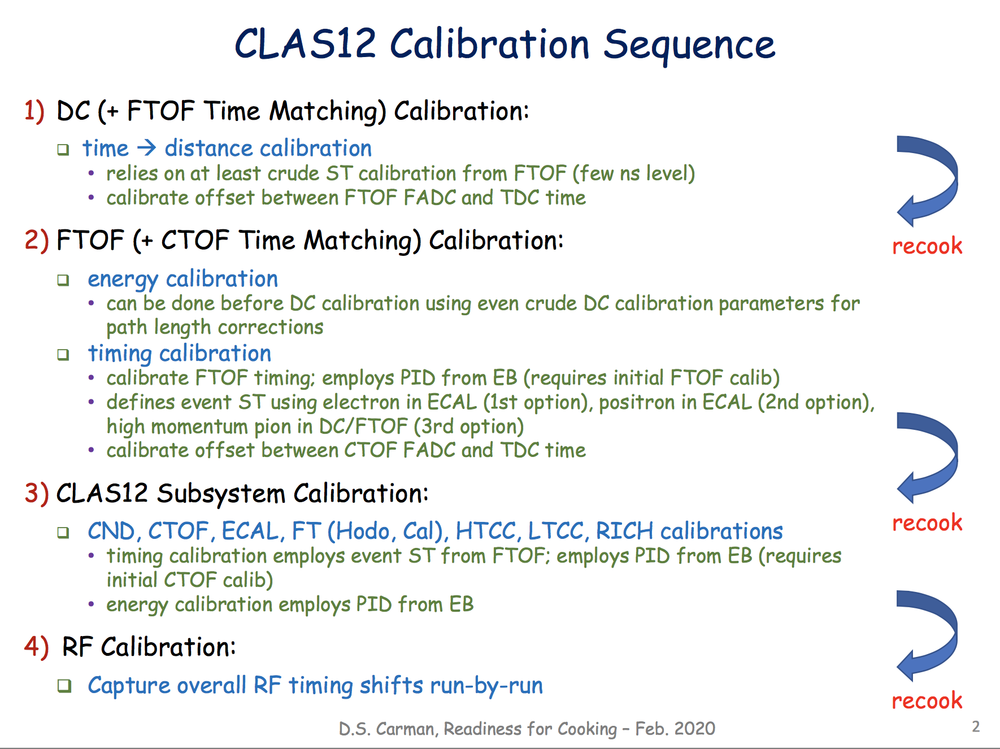 CLAS12 Calibration Sequence
1) DC (+ FTOF Time Matching) Calibration:
❑ time → distance calibration
• relies on at least crude ST calibration from FTOF (few ns level)
• calibrate offset between FTOF FADC and TDC time
recook
2) FTOF (+ CTOF Time Matching) Calibration:
❑ energy calibration
• can be done before DC calibration using even crude DC calibration parameters for
path length corrections
❑ timing calibration
• calibrate FTOF timing; employs PID from EB (requires initial FTOF calib)
• defines event ST using electron in ECAL (1st option), positron in ECAL (2nd option),
high momentum pion in DC/FTOF (3rd option)
• calibrate offset between CTOF FADC and TDC time
recook
3) CLAS12 Subsystem Calibration:
❑ CND, CTOF, ECAL, FT (Hodo, Cal), HTCC, LTCC, RICH calibrations
• timing calibration employs event ST from FTOF; employs PID from EB (requires
initial CTOF calib)
• energy calibration employs PID from EB
4) RF Calibration:
❑ Capture overall RF timing shifts run-by-run
recook
D.S. Carman, Readiness for Cooking – Feb. 2020
2